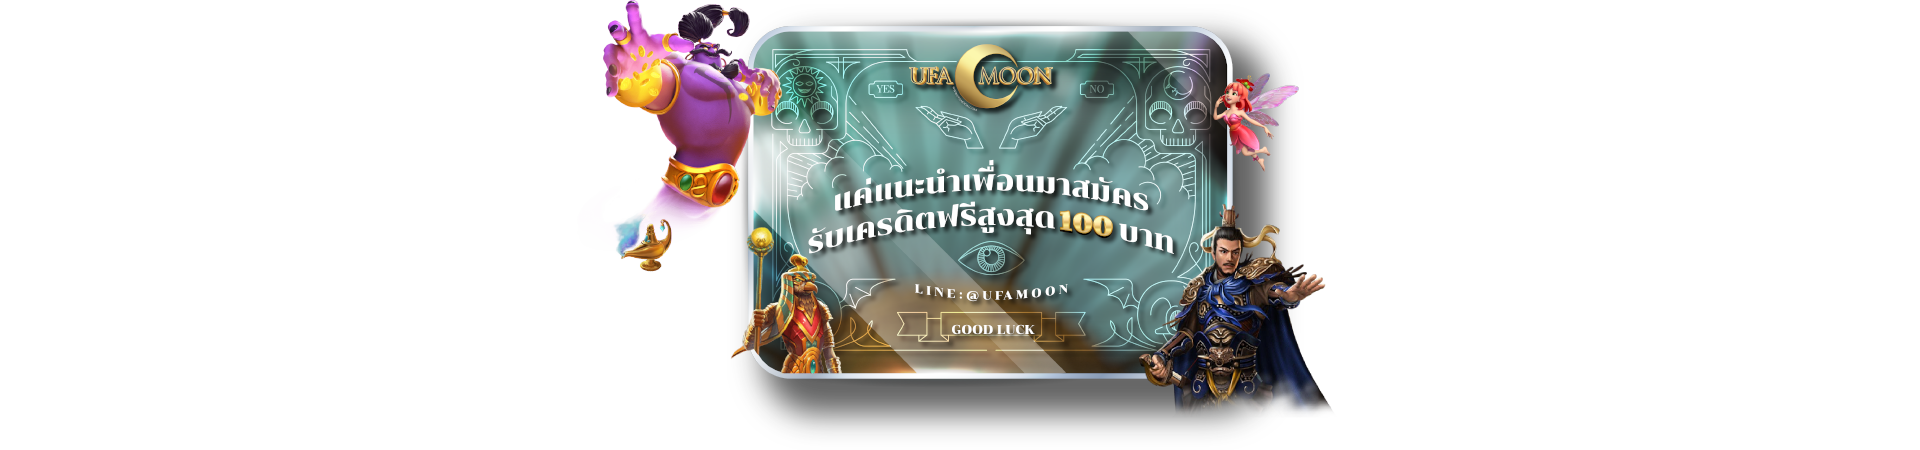 UFA MOON
YES
NO
แค่แนะนำเพื่อนมาสมัคร
รับเครดิตฟรีสูงสุด 100 บาท
LINE:@UFAMOON
GOOD LUCK